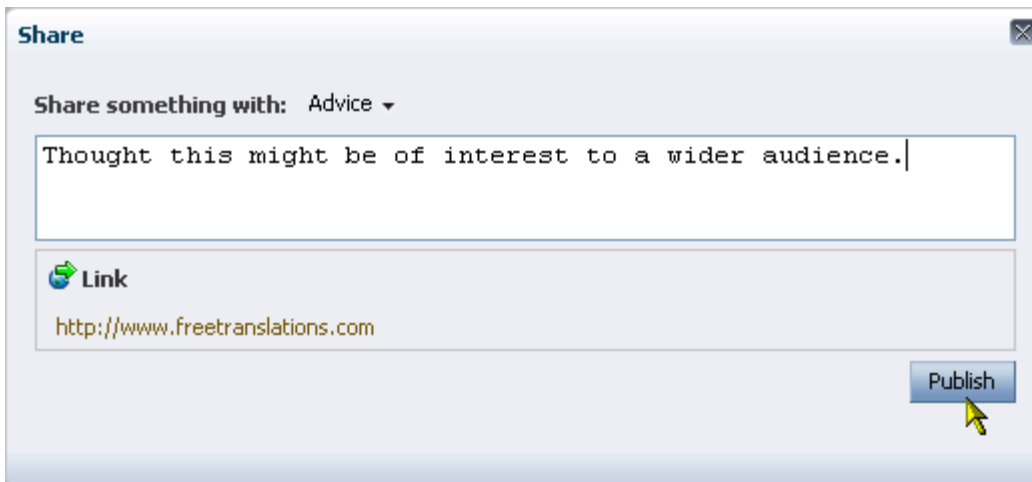 Share
Share something with: Advice
Thought this might be of interest to a wider audience.
Link
http://www.freetranslations.com
Publish